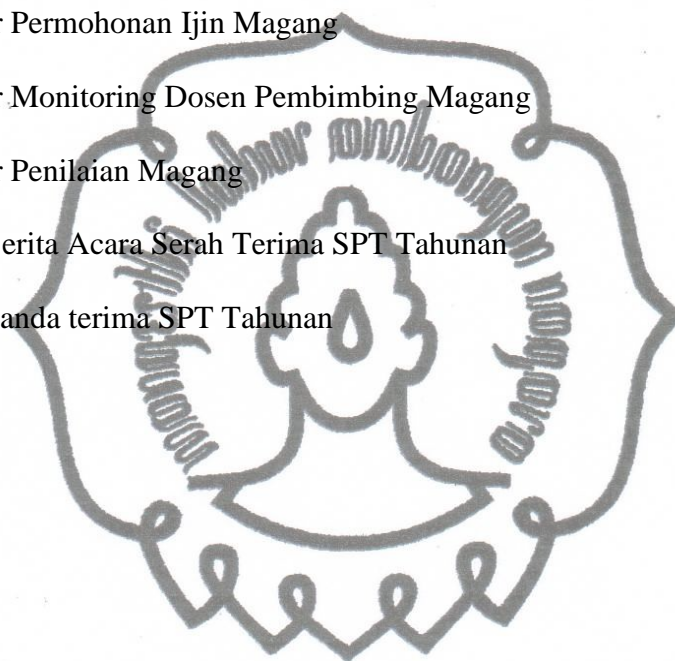 r Permohonan Ijin Magang
r Monitoring Dosen Pembimbing Magang
r Penilaian Magang
erita Acara Serah Terima SPT Tahunan
anda terima SPT Tahunan